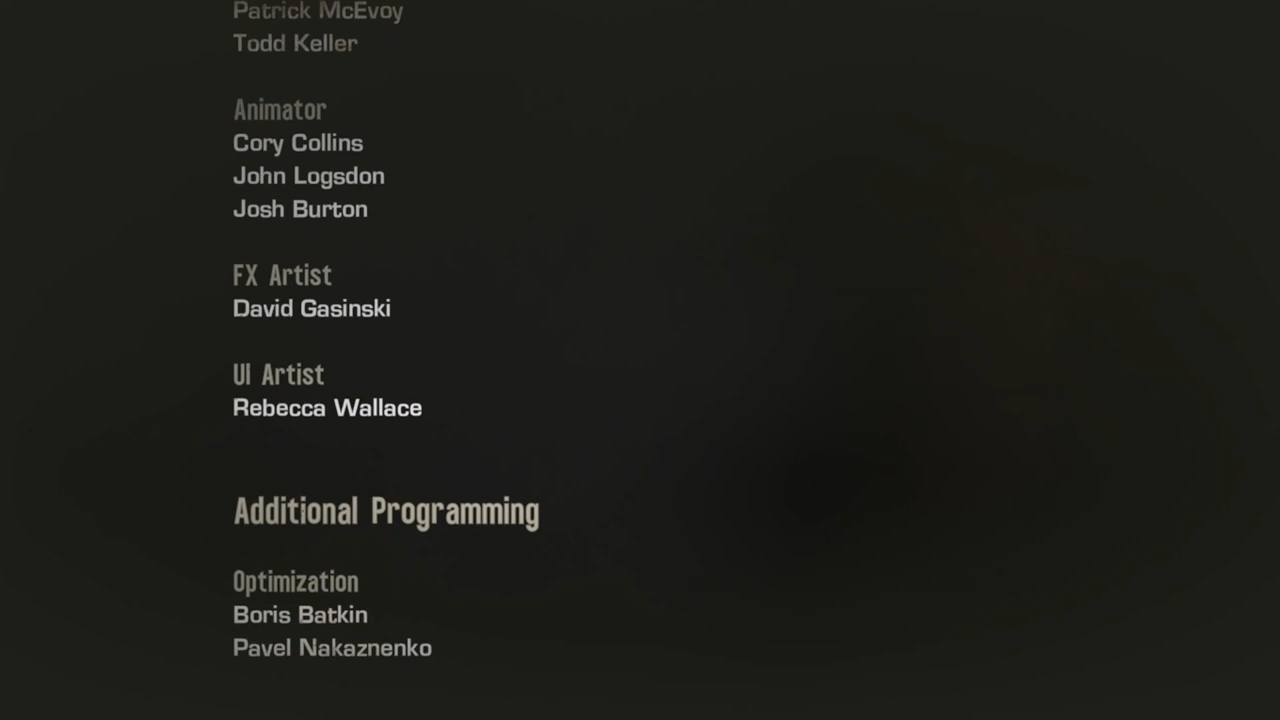 Patrick McEvoy
Todd Keller
Animator
Cory Collins
John Logsdon
Josh Burton
FX Artist
David Gasinski
UI Artist
Rebecca Wallace
Additional Programming
Optimization
Boris Batkin
Pavel Nakaznenko